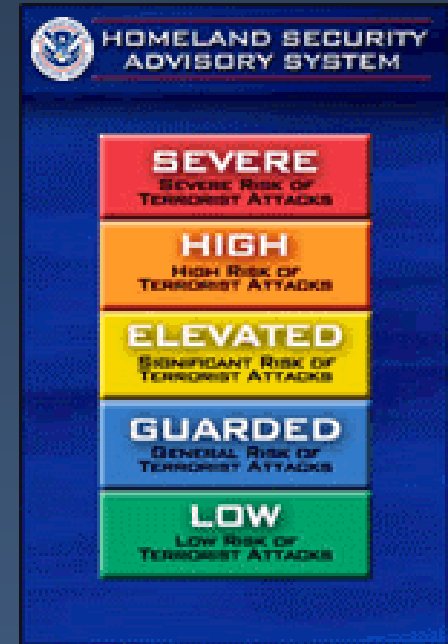 HOMELAND SECURITY
ADVISORY SYSTEM
SEVERE
SEVERE RISK OF
TERRORIST ATTACKS
HIGH
HIGH RISK OF
TERRORIST ATTACKS
ELEVATED
SIGNIFICANT RISK OF
TERRORIST ATTACKS
GUARDED
GENERAL RISK OF
TERRORIST ATTACKS
LOW
LOW RISK OF
TERRORIST ATTACKS